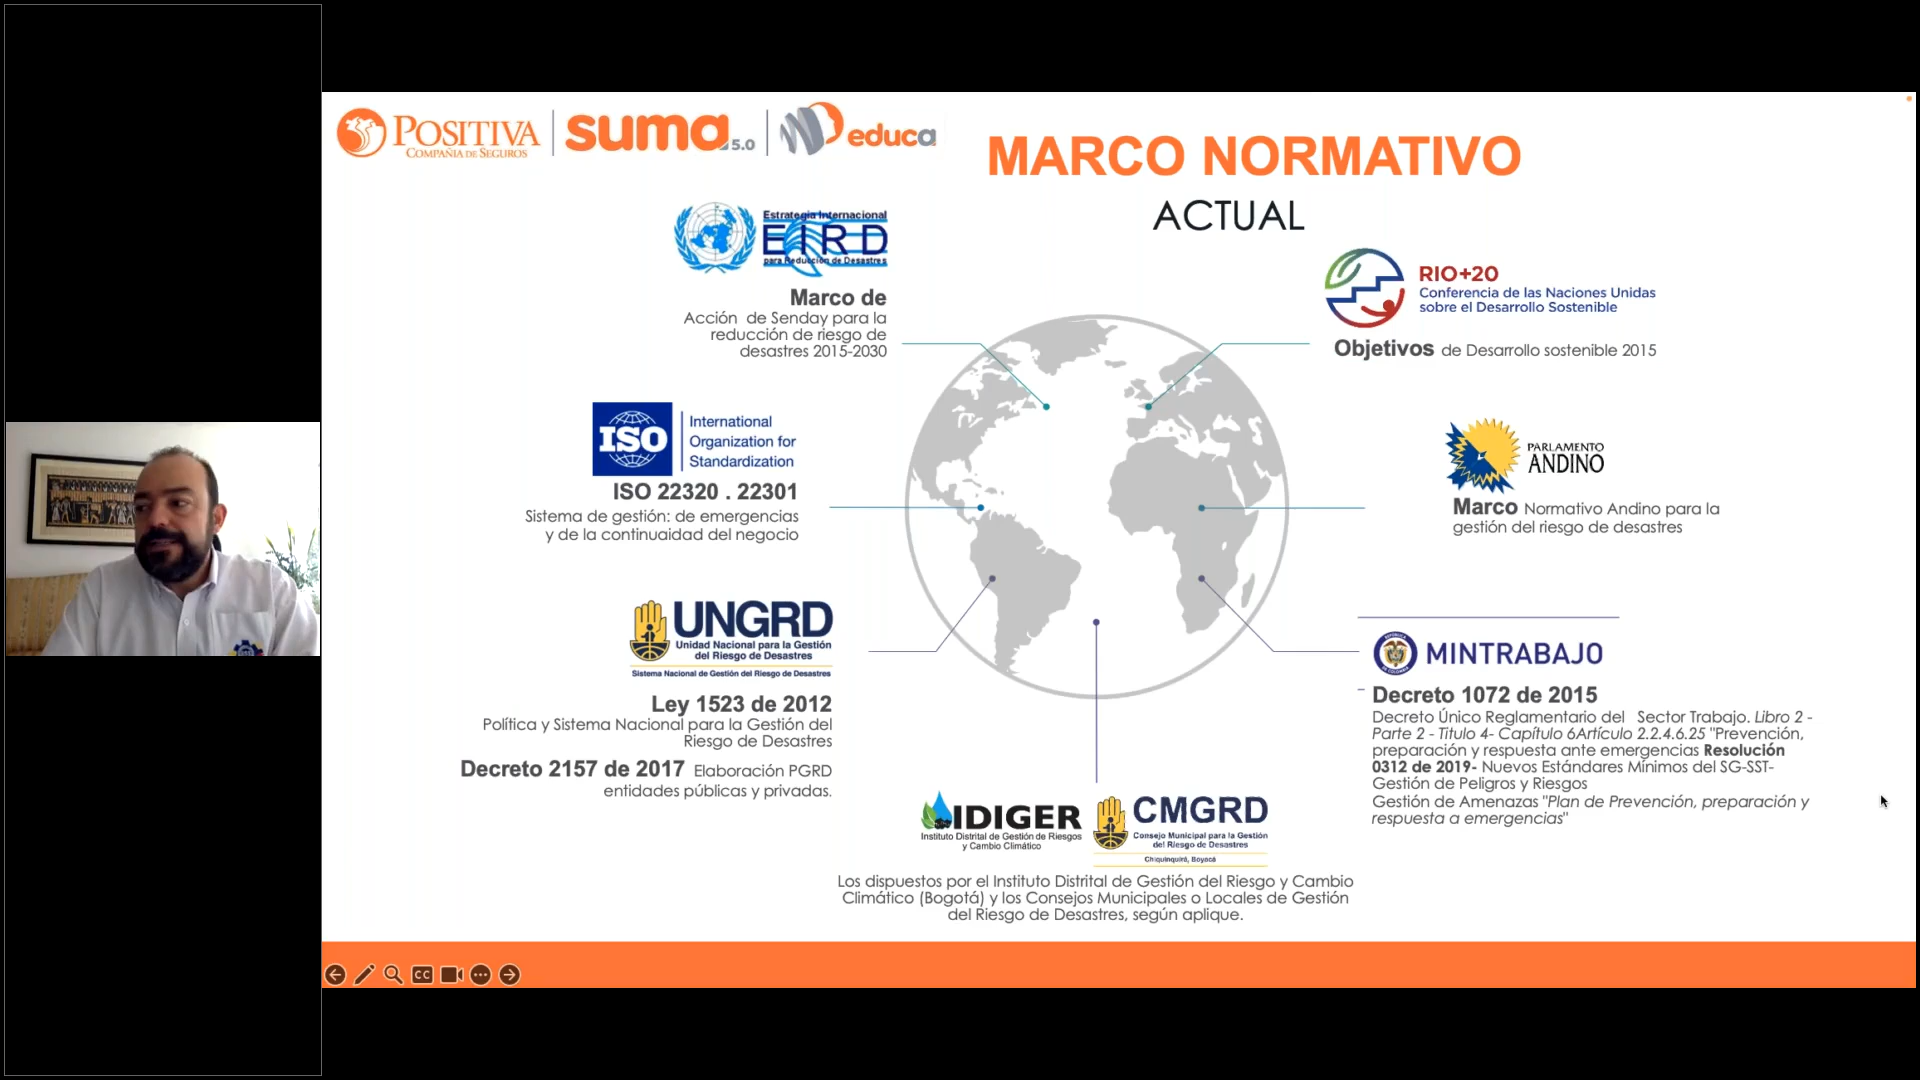 POSITIVA
COMPAÑIA DE SEGUROS
suma 5.0
educa
MARCO NORMATIVO
ACTUAL
Estrategia Internacional
EIRD
para Reducción de Desastres
Marco de
Acción de Senday para la
reducción de riesgo de
desastres 2015-2030
RIO+20
Conferencia de las Naciones Unidas
sobre el Desarrollo Sostenible
Objetivos de Desarrollo sostenible 2015
ISO
International
Organization for
Standardization
ISO 22320 . 22301
Sistema de gestión: de emergencias
y de la continuaidad del negocio
PARLAMENTO
ANDINO
Marco Normativo Andino para la
gestión del riesgo de desastres
UNGRD
Unidad Nacional para la Gestión
del Riesgo de Desastres
Sistema Nacional de Gestión del Riesgo de Desastres
Ley 1523 de 2012
Política y Sistema Nacional para la Gestión del
Riesgo de Desastres
Decreto 2157 de 2017 Elaboración PGRD
entidades públicas y privadas.
MINTRABAJO
Decreto 1072 de 2015
Decreto Único Reglamentario del Sector Trabajo. Libro 2 -
Parte 2 - Titulo 4- Capítulo 6Artículo 2.2.4.6.25 "Prevención,
preparación y respuesta ante emergencias Resolución
0312 de 2019- Nuevos Estándares Mínimos del SG-SST-
Gestión de Peligros y Riesgos
Gestión de Amenazas "Plan de Prevención, preparación y
respuesta a emergencias"
IDIGER
Instituto Distrital de Gestión de Riesgos
y Cambio Climático
CMGRD
Consejo Municipal para la Gestión
del Riesgo de Desastres
Chiquinquirá, Boyacá
Los dispuestos por el Instituto Distrital de Gestión del Riesgo y Cambio
Climático (Bogotá) y los Consejos Municipales o Locales de Gestión
del Riesgo de Desastres, según aplique.
CC